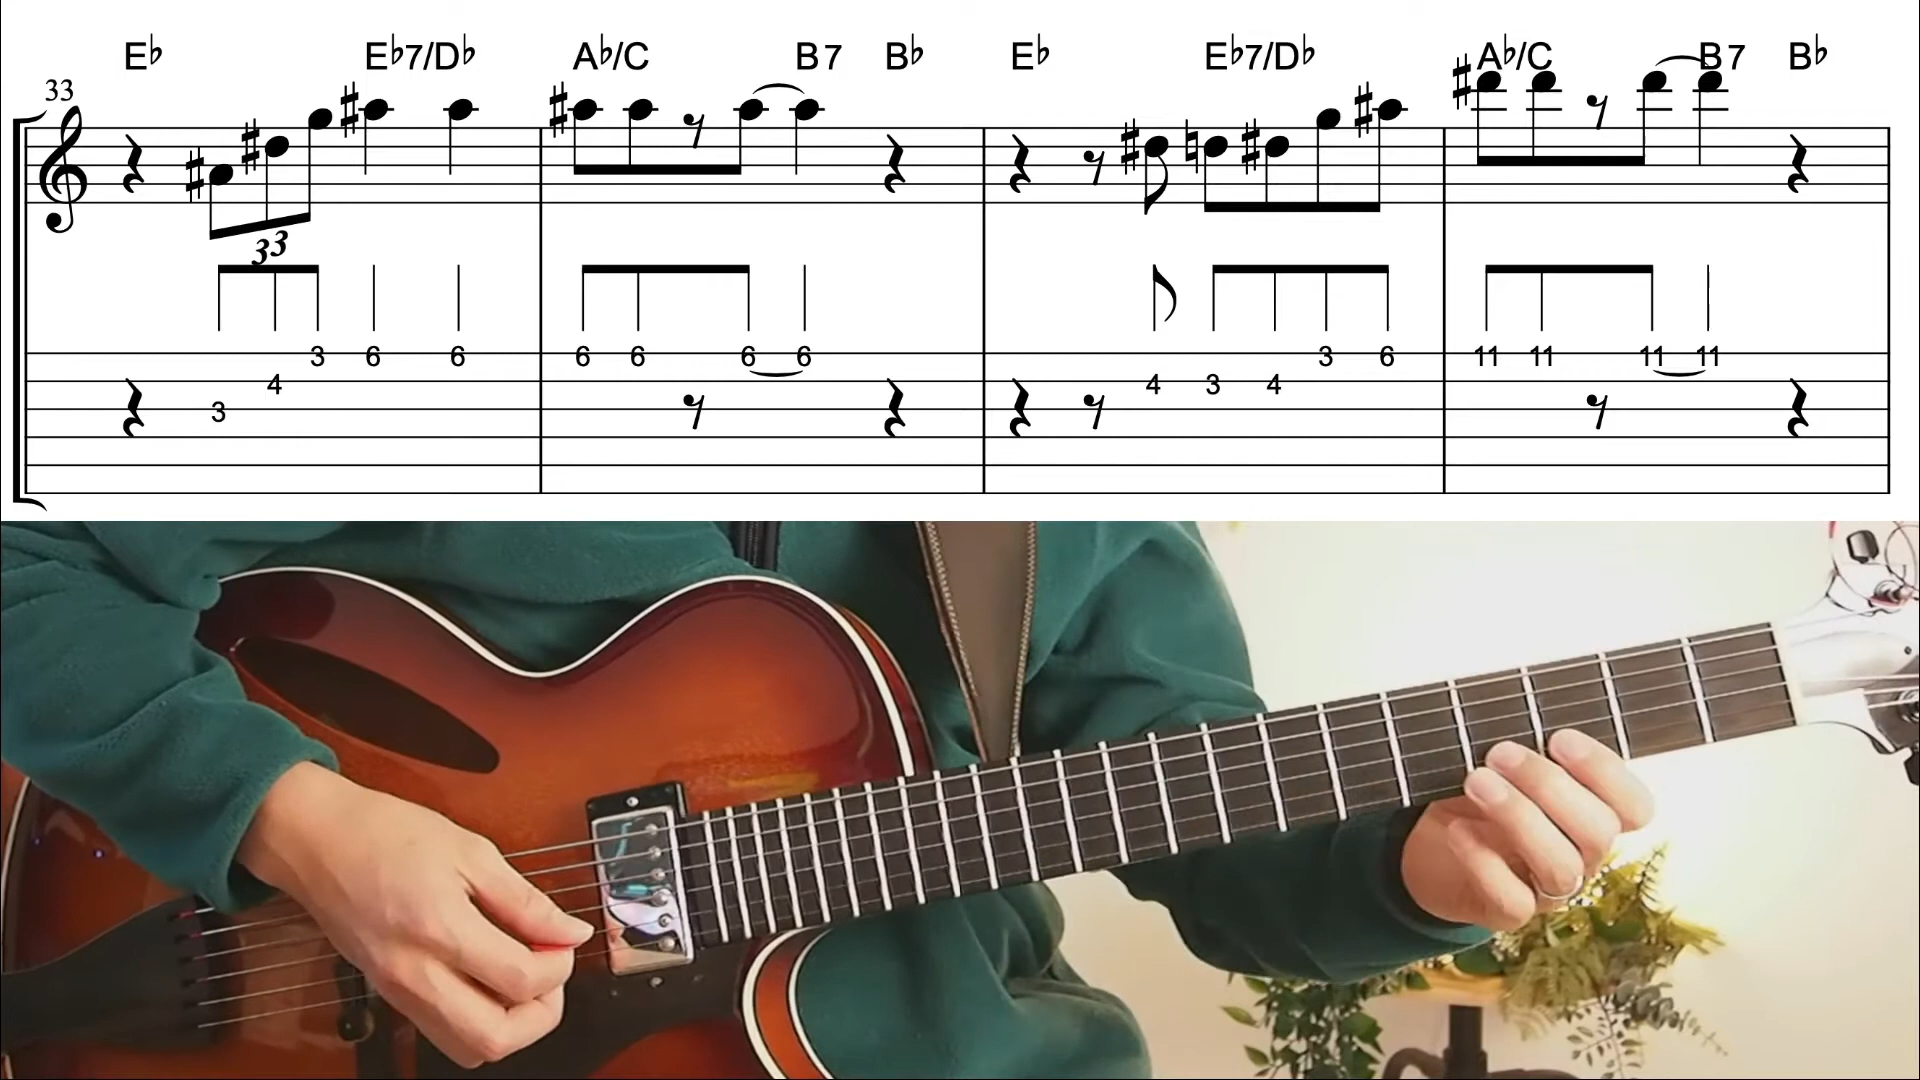 E♭ E♭7/D♭ A♭/C B7 B♭ E♭ E♭7/D♭ A♭/C B7 B♭
33
33
3 6 6 6 6 6 6 3 6 11 11 11 11
4 4 3 4
3